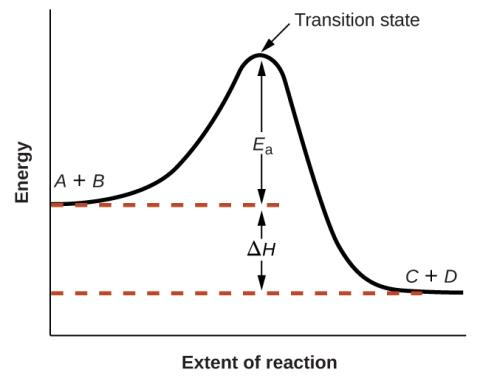 Transition state
Energy
Eₐ
A + B
ΔH
C + D
Extent of reaction